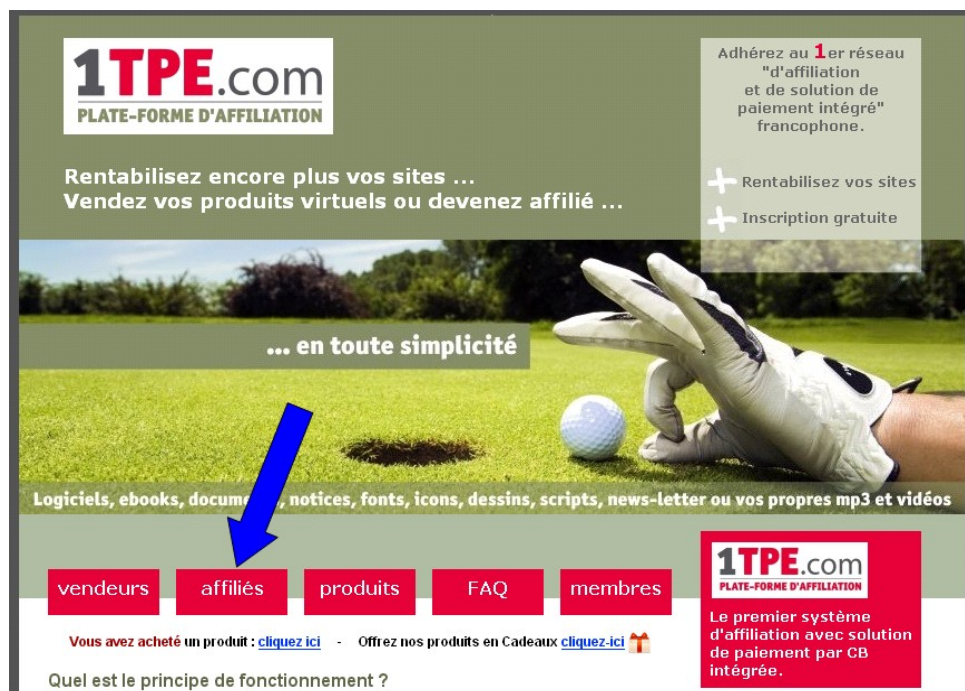 1TPE.com
PLATE-FORME D'AFFILIATION
Adhérez au 1er réseau
"d'affiliation
et de solution de
paiement intégré"
francophone.
Rentabilisez encore plus vos sites ...
Vendez vos produits virtuels ou devenez affilié ...
Rentabilisez vos sites
Inscription gratuite
... en toute simplicité
Logiciels, ebooks, docume , notices, fonts, icons, dessins, scripts, news-letter ou vos propres mp3 et vidéos
vendeurs
affiliés
produits
FAQ
membres
1TPE.com
PLATE-FORME D'AFFILIATION
Le premier système
d'affiliation avec solution
de paiement par CB
intégrée.
Vous avez acheté un produit : cliquez ici - Offrez nos produits en Cadeaux cliquez-ici
Quel est le principe de fonctionnement ?